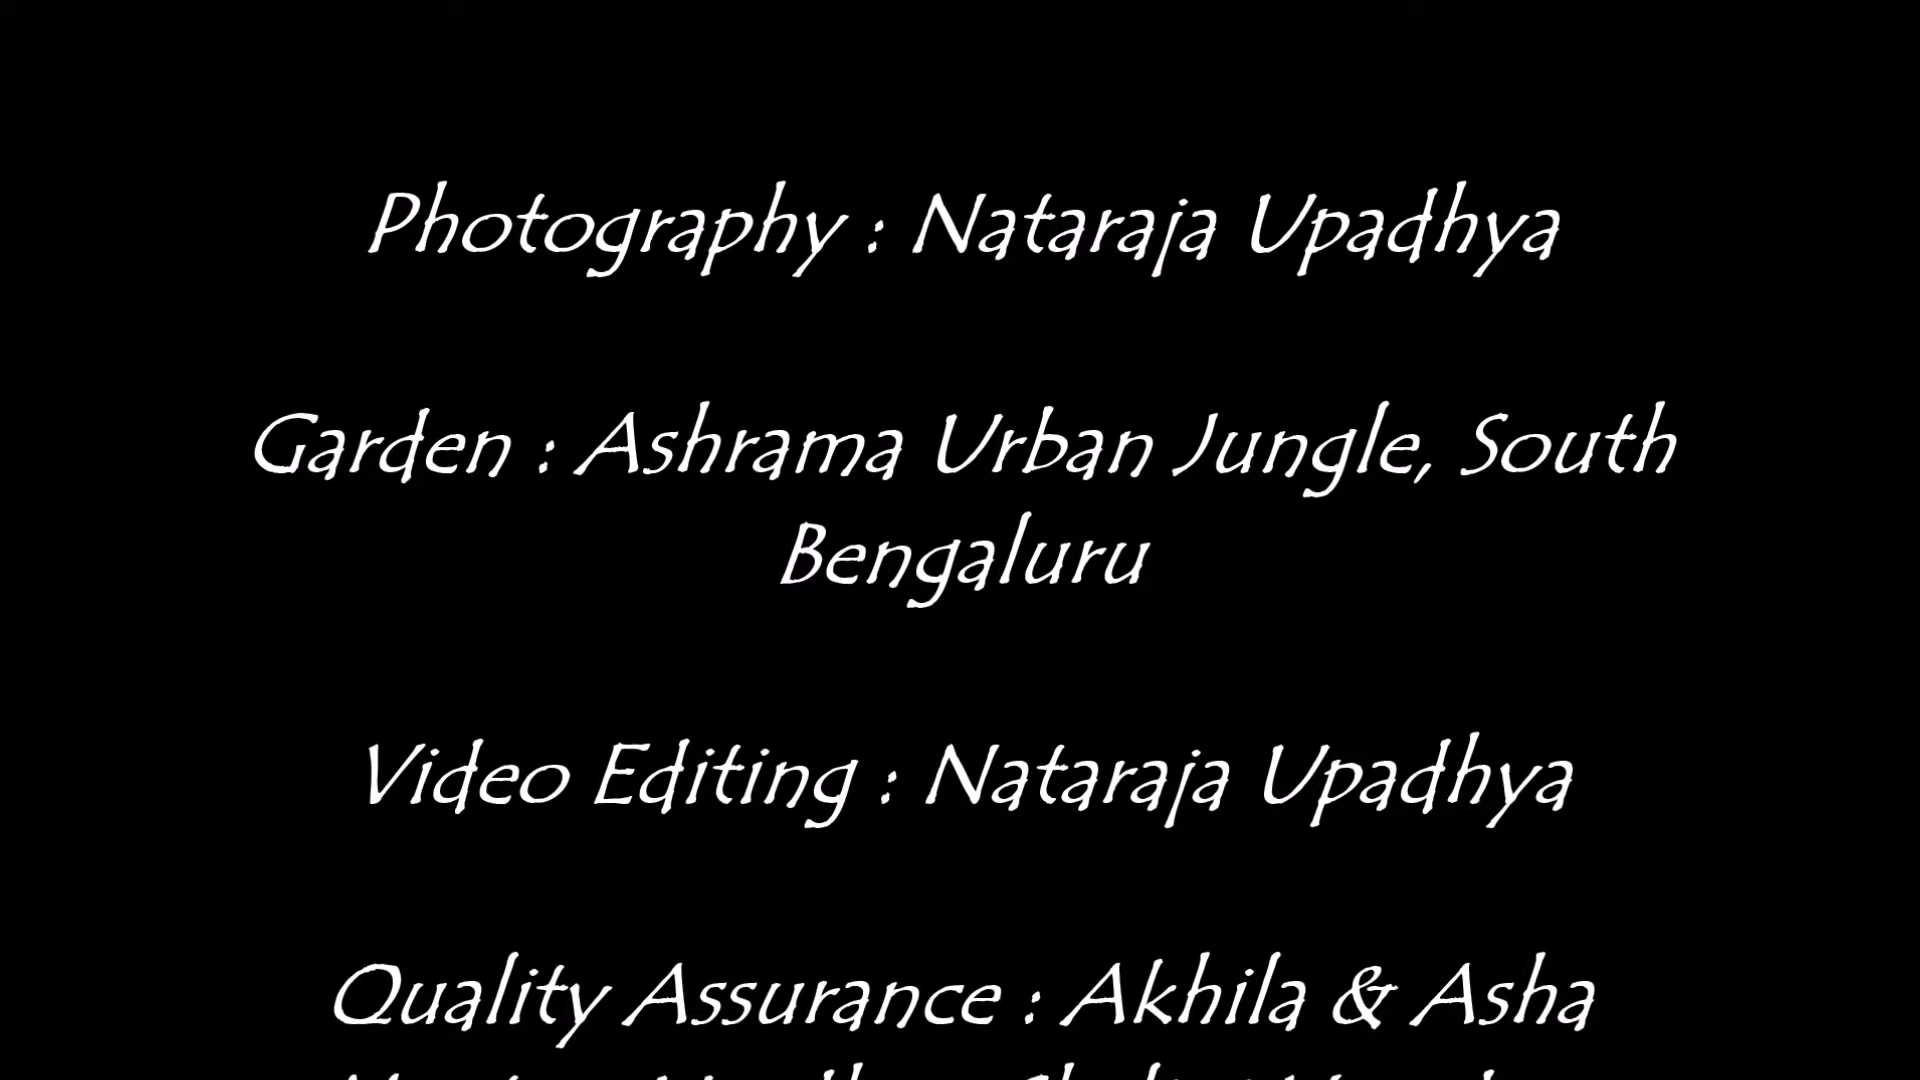 Photography : Nataraja Upadhya
Garden : Ashrama Urban Jungle, South
Bengaluru
Video Editing : Nataraja Upadhya
Quality Assurance : Akhila & Asha